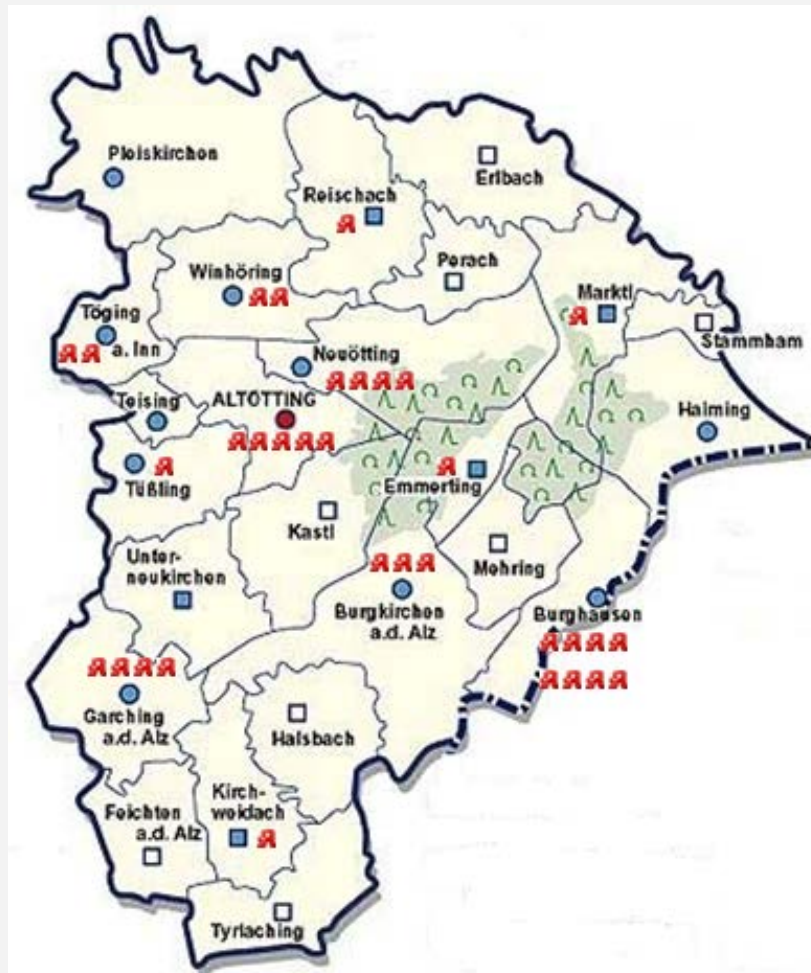 Pleiskirchen
Erlbach
Reischach
Perach
Winhöring
Marktl
Töging
a. Inn
Stammham
Neuötting
Teising
ALTÖTTING
Haiming
Tüßling
Emmerting
Kastl
Mehring
Unter-
neukirchen
Burgkirchen
a.d. Alz
Burghausen
Garching
a.d. Alz
Halsbach
Kirch-
weidach
Feichten
a.d. Alz
Tyrlaching